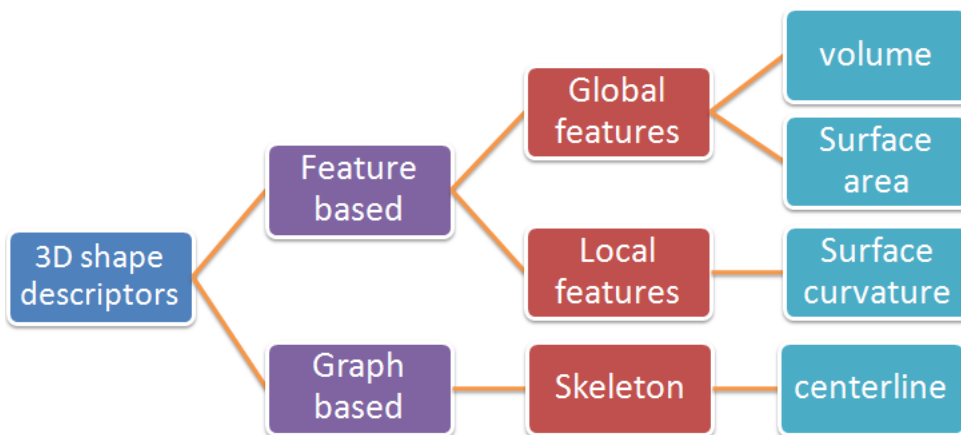 3D shape
descriptors
Feature
based
Graph
based
Global
features
Local
features
Skeleton
volume
Surface
area
Surface
curvature
centerline